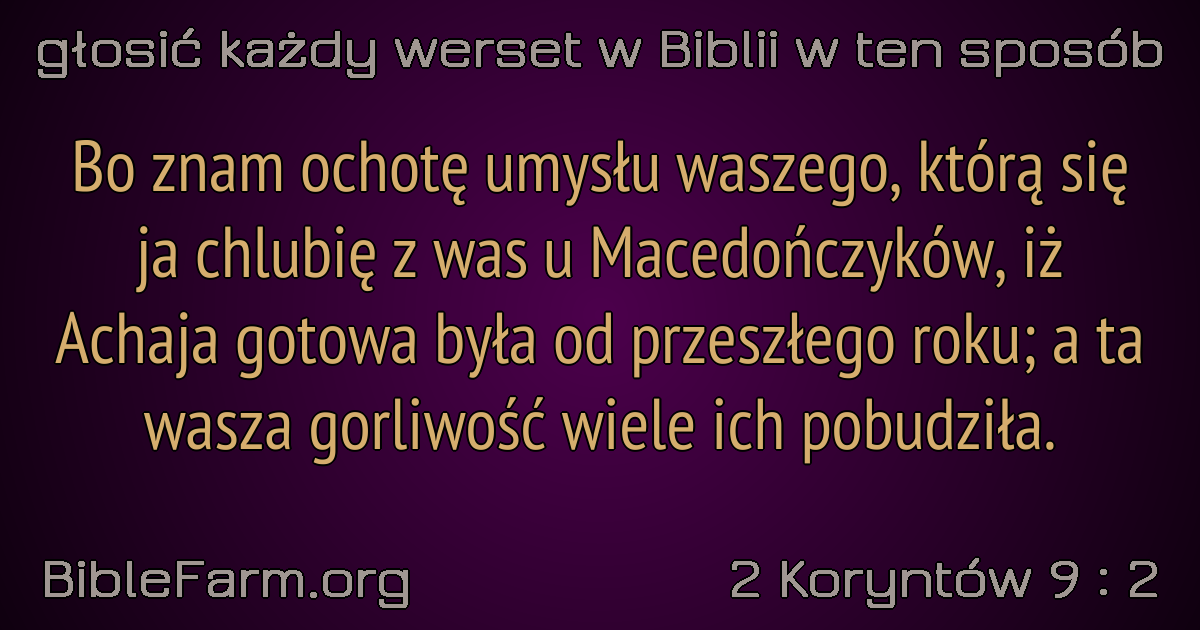 głosić każdy werset w Biblii w ten sposób
Bo znam ochotę umysłu waszego, którą się
ja chlubię z was u Macedończyków, iż
Achaja gotowa była od przeszłego roku; a ta
wasza gorliwość wiele ich pobudziła.
BibleFarm.org
2 Koryntów 9 : 2